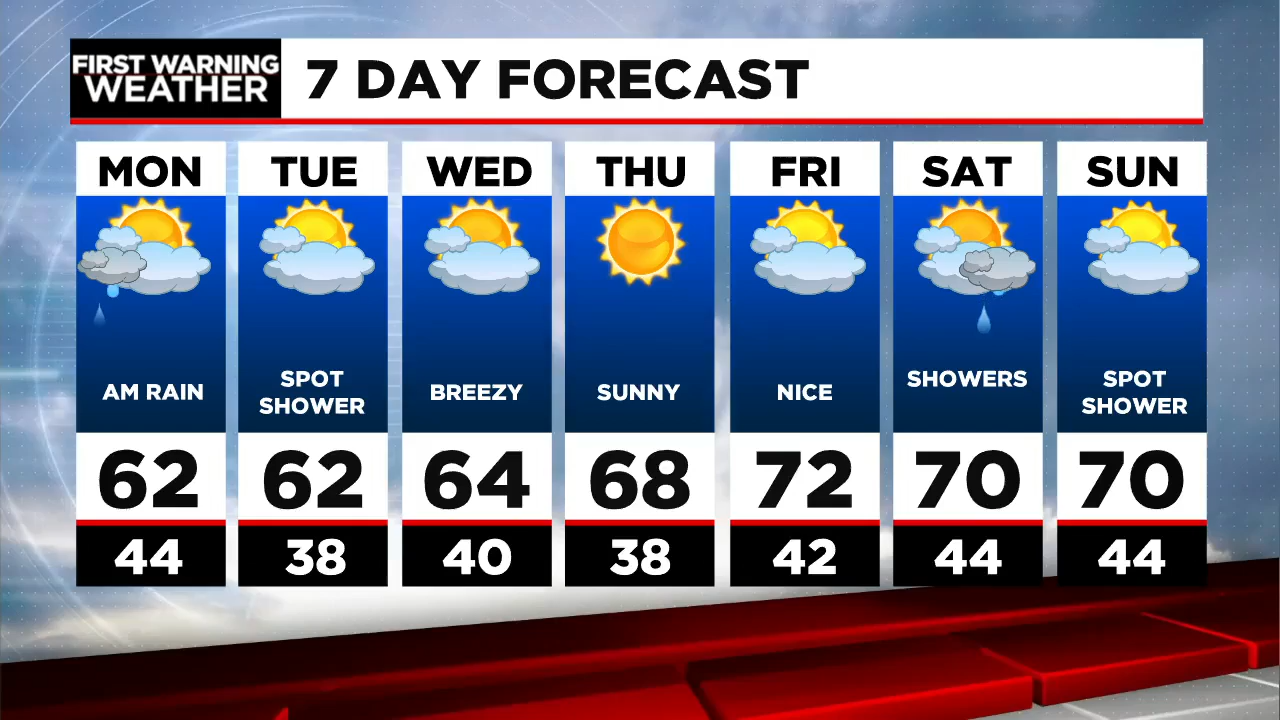 FIRST WARNING
WEATHER
7 DAY FORECAST
MON
TUE
WED
THU
FRI
SAT
SUN
AM RAIN
SPOT
SHOWER
BREEZY
SUNNY
NICE
SHOWERS
SPOT
SHOWER
62
62
64
68
72
70
70
44
38
40
38
42
44
44